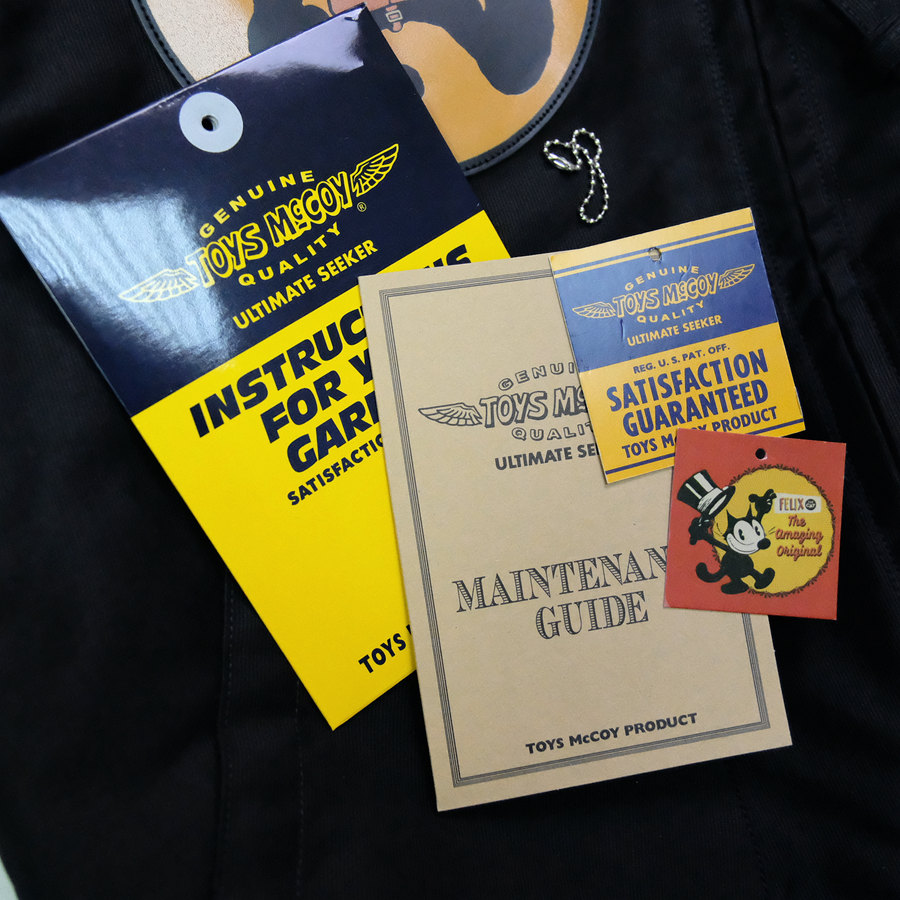 GENUINE
TOYS McCOY®
QUALITY
ULTIMATE SEEKER
INSTRUC
FOR
GAR
SATISFACTIO
TOYS
GENUINE
TOYS Mc
QUALI
ULTIMATE SE
MAINTENAN
GUIDE
TOYS McCOY PRODUCT
GENUINE
TOYS McCOY
QUALITY
ULTIMATE SEEKER
REG. U.S. PAT. OFF.
SATISFACTION
GUARANTEED
TOYS McCOY PRODUCT
FELIX
The
Amazing
Original